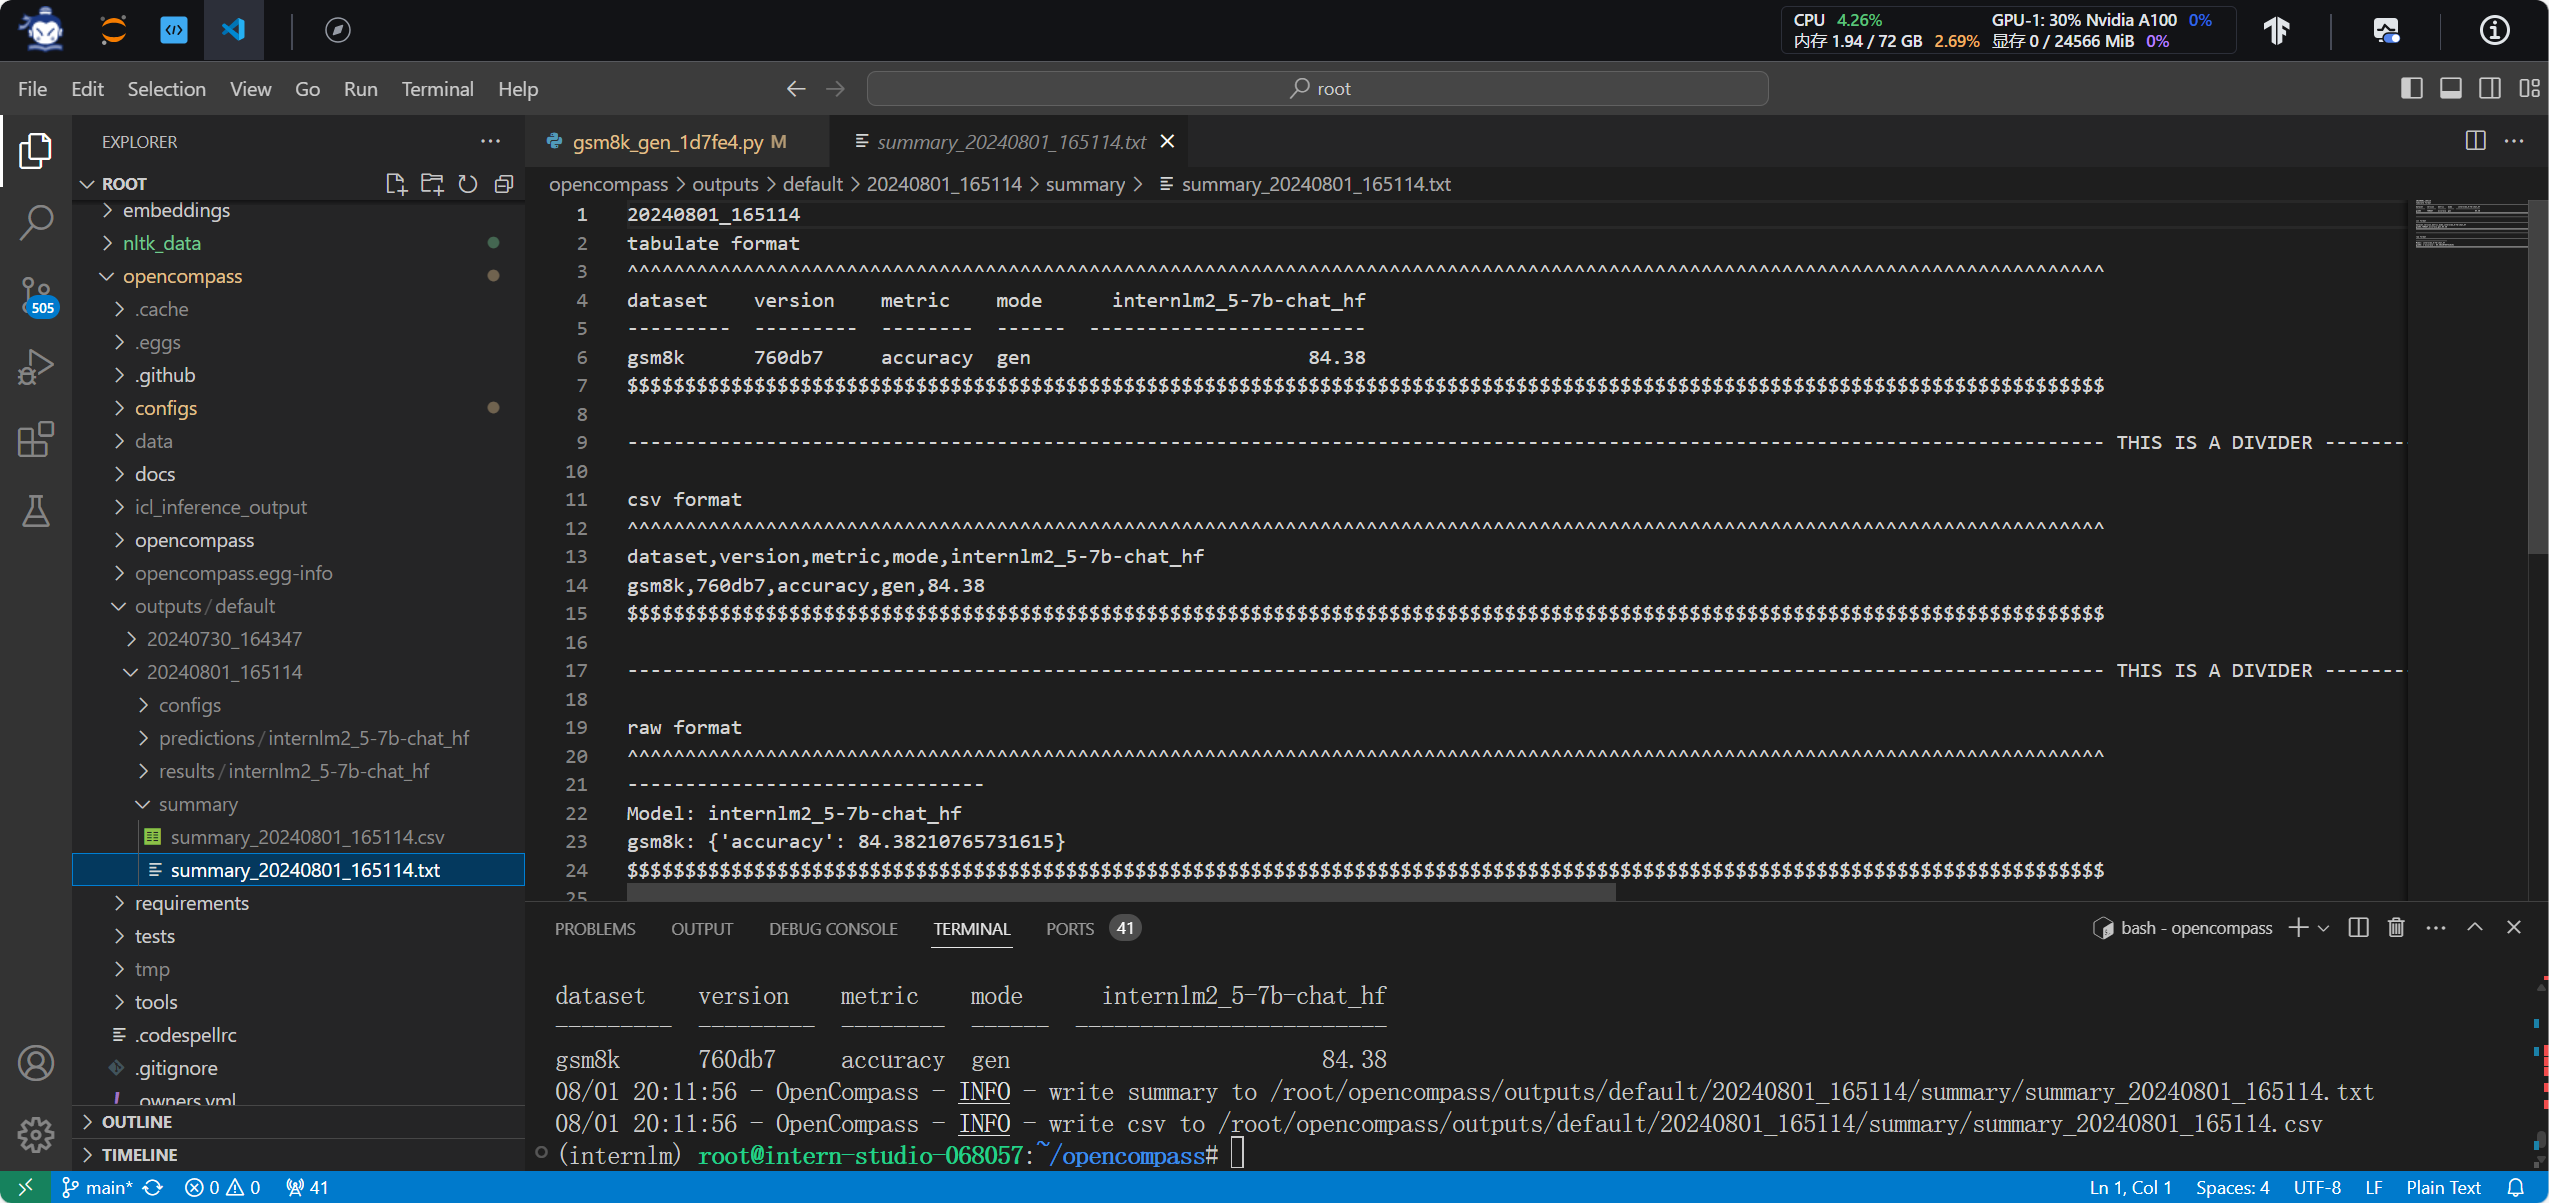 CPU 4.26% GPU-1: 30% Nvidia A100 0%
内存 1.94 / 72 GB 2.69% 显存 0 / 24566 MiB 0%
File Edit Selection View Go Run Terminal Help
root
EXPLORER
ROOT
embeddings
nltk_data
opencompass
.cache
.eggs
.github
configs
data
docs
icl_inference_output
opencompass
opencompass.egg-info
outputs / default
20240730_164347
20240801_165114
configs
predictions / internlm2_5-7b-chat_hf
results / internlm2_5-7b-chat_hf
summary
summary_20240801_165114.csv
summary_20240801_165114.txt
requirements
tests
tmp
tools
.codespellrc
.gitignore
.owners.yml
OUTLINE
TIMELINE
505
gsm8k_gen_1d7fe4.py M
summary_20240801_165114.txt
opencompass > outputs > default > 20240801_165114 > summary > summary_20240801_165114.txt
1 20240801_165114
2 tabulate format
3 ^^^^^^^^^^^^^^^^^^^^^^^^^^^^^^^^^^^^^^^^^^^^^^^^^^^^^^^^^^^^^^^^^^^^^^^^^^^^^^^^^^^^^^^^^^^^^^^^^^^^^^^^^^^^^^^^^^^^^^^^^^^^^^^^
4 dataset    version    metric    mode      internlm2_5-7b-chat_hf
5 ---------  ---------  --------  ------  ------------------------
6 gsm8k      760db7     accuracy  gen                        84.38
7 $$$$$$$$$$$$$$$$$$$$$$$$$$$$$$$$$$$$$$$$$$$$$$$$$$$$$$$$$$$$$$$$$$$$$$$$$$$$$$$$$$$$$$$$$$$$$$$$$$$$$$$$$$$$$$$$$$$$$$$$$$$$$$$$
8
9 -------------------------------------------------------------------------------------------------------------------------------- THIS IS A DIVIDER -------
10
11 csv format
12 ^^^^^^^^^^^^^^^^^^^^^^^^^^^^^^^^^^^^^^^^^^^^^^^^^^^^^^^^^^^^^^^^^^^^^^^^^^^^^^^^^^^^^^^^^^^^^^^^^^^^^^^^^^^^^^^^^^^^^^^^^^^^^^^^
13 dataset,version,metric,mode,internlm2_5-7b-chat_hf
14 gsm8k,760db7,accuracy,gen,84.38
15 $$$$$$$$$$$$$$$$$$$$$$$$$$$$$$$$$$$$$$$$$$$$$$$$$$$$$$$$$$$$$$$$$$$$$$$$$$$$$$$$$$$$$$$$$$$$$$$$$$$$$$$$$$$$$$$$$$$$$$$$$$$$$$$$
16
17 -------------------------------------------------------------------------------------------------------------------------------- THIS IS A DIVIDER -------
18
19 raw format
20 ^^^^^^^^^^^^^^^^^^^^^^^^^^^^^^^^^^^^^^^^^^^^^^^^^^^^^^^^^^^^^^^^^^^^^^^^^^^^^^^^^^^^^^^^^^^^^^^^^^^^^^^^^^^^^^^^^^^^^^^^^^^^^^^^
21 -------------------------------
22 Model: internlm2_5-7b-chat_hf
23 gsm8k: {'accuracy': 84.38210765731615}
24 $$$$$$$$$$$$$$$$$$$$$$$$$$$$$$$$$$$$$$$$$$$$$$$$$$$$$$$$$$$$$$$$$$$$$$$$$$$$$$$$$$$$$$$$$$$$$$$$$$$$$$$$$$$$$$$$$$$$$$$$$$$$$$$$
25
PROBLEMS OUTPUT DEBUG CONSOLE TERMINAL PORTS 41
bash - opencompass
dataset    version    metric    mode      internlm2_5-7b-chat_hf
---------  ---------  --------  ------  ------------------------
gsm8k      760db7     accuracy  gen                        84.38
08/01 20:11:56 - OpenCompass - INFO - write summary to /root/opencompass/outputs/default/20240801_165114/summary/summary_20240801_165114.txt
08/01 20:11:56 - OpenCompass - INFO - write csv to /root/opencompass/outputs/default/20240801_165114/summary/summary_20240801_165114.csv
(internlm) root@intern-studio-068057:~/opencompass#
main* 0 0 41
Ln 1, Col 1 Spaces: 4 UTF-8 LF Plain Text